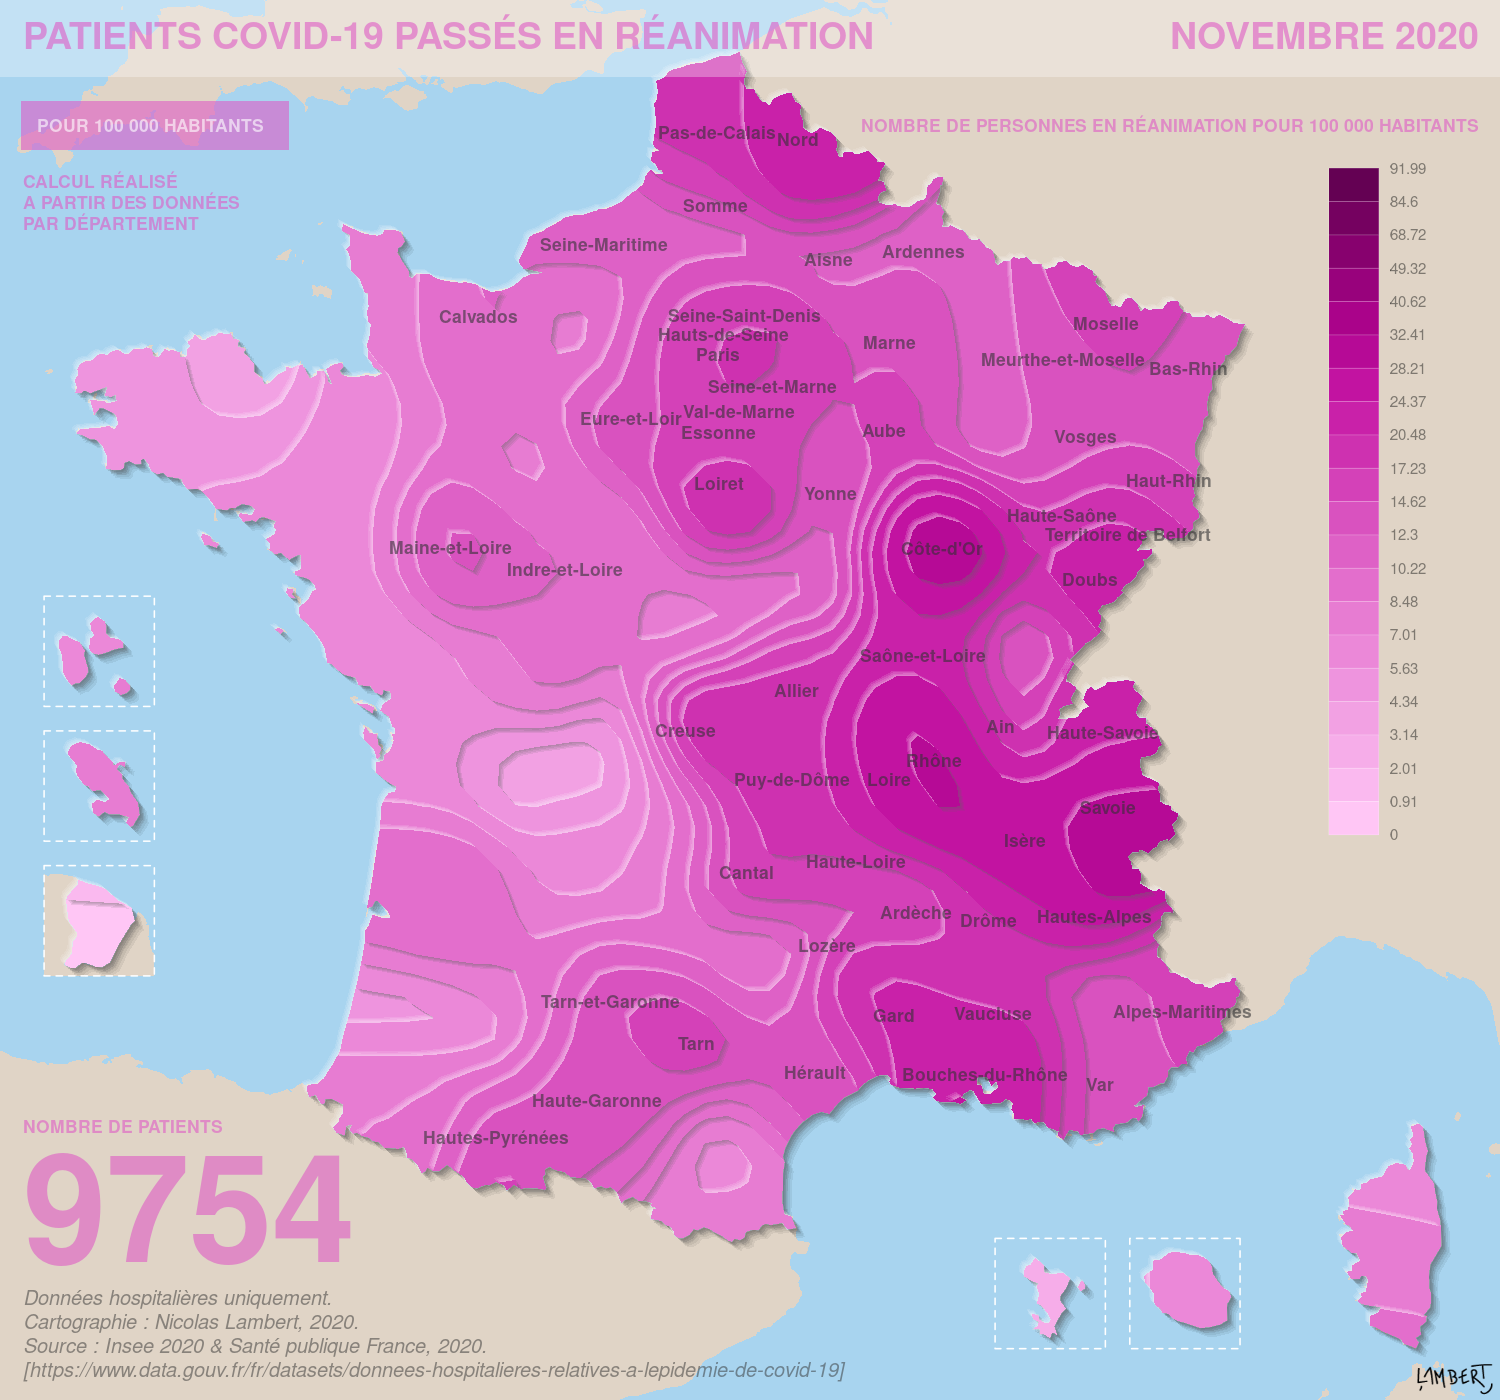 PATIENTS COVID-19 PASSÉS EN RÉANIMATION
NOVEMBRE 2020
POUR 100 000 HABITANTS
CALCUL RÉALISÉ
A PARTIR DES DONNÉES
PAR DÉPARTEMENT
NOMBRE DE PERSONNES EN RÉANIMATION POUR 100 000 HABITANTS
91.99
84.6
68.72
49.32
40.62
32.41
28.21
24.37
20.48
17.23
14.62
12.3
10.22
8.48
7.01
5.63
4.34
3.14
2.01
0.91
0
Pas-de-Calais
Nord
Somme
Seine-Maritime
Aisne
Ardennes
Calvados
Seine-Saint-Denis
Hauts-de-Seine
Paris
Marne
Moselle
Meurthe-et-Moselle
Bas-Rhin
Seine-et-Marne
Eure-et-Loir
Val-de-Marne
Essonne
Aube
Vosges
Loiret
Yonne
Haut-Rhin
Haute-Saône
Territoire de Belfort
Maine-et-Loire
Indre-et-Loire
Côte-d'Or
Doubs
Saône-et-Loire
Allier
Creuse
Ain
Haute-Savoie
Puy-de-Dôme
Loire
Rhône
Savoie
Isère
Cantal
Haute-Loire
Ardèche
Drôme
Hautes-Alpes
Lozère
Tarn-et-Garonne
Gard
Vaucluse
Alpes-Maritimes
Tarn
Hérault
Bouches-du-Rhône
Var
Haute-Garonne
Hautes-Pyrénées
NOMBRE DE PATIENTS
9754
Données hospitalières uniquement.
Cartographie : Nicolas Lambert, 2020.
Source : Insee 2020 & Santé publique France, 2020.
[https://www.data.gouv.fr/fr/datasets/donnees-hospitalieres-relatives-a-lepidemie-de-covid-19]
LAMBERT